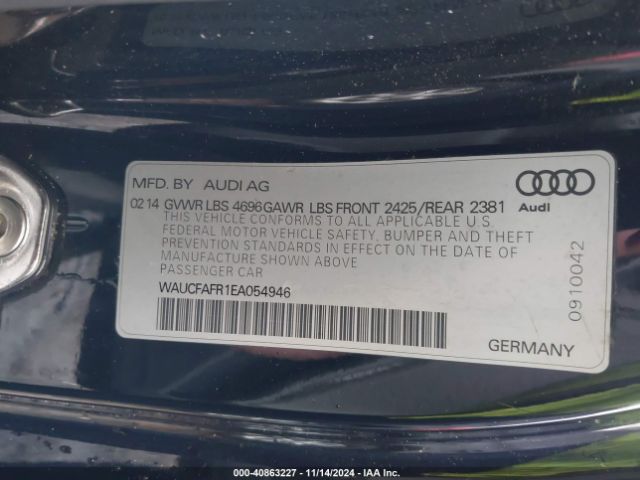 MFD. BY AUDI AG
02 14 GVWR LBS 4696 GAWR LBS FRONT 2425/REAR 2381
THIS VEHICLE CONFORMS TO ALL APPLICABLE U.S.
FEDERAL MOTOR VEHICLE SAFETY, BUMPER AND THEFT
PREVENTION STANDARDS IN EFFECT ON THE DATE OF
MANUFACTURE SHOWN ABOVE
PASSENGER CAR
WAUCFAFR1EA054946
Audi
0910042
GERMANY
000-40863227 - 11/14/2024 - IAA Inc.